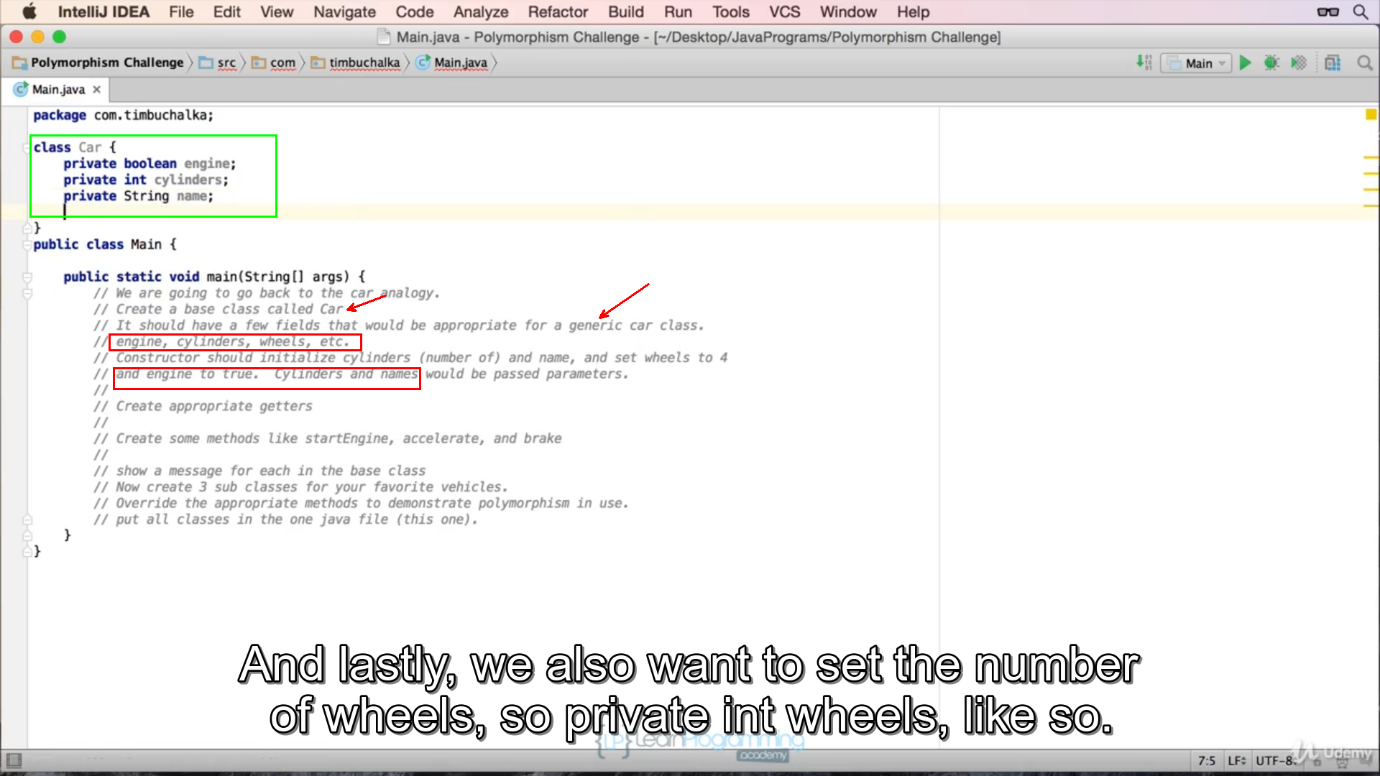 IntelliJ IDEA File Edit View Navigate Code Analyze Refactor Build Run Tools VCS Window Help
Main.java - Polymorphism Challenge - [~/Desktop/JavaPrograms/Polymorphism Challenge]
Polymorphism Challenge src com timbuchalka Main.java Main
Main.java
package com.timbuchalka;
class Car {
private boolean engine;
private int cylinders;
private String name;
}
public class Main {
public static void main(String[] args) {
// We are going to go back to the car analogy.
// Create a base class called Car
// It should have a few fields that would be appropriate for a generic car class.
// engine, cylinders, wheels, etc.
// Constructor should initialize cylinders (number of) and name, and set wheels to 4
// and engine to true. Cylinders and names would be passed parameters.
//
// Create appropriate getters
//
// Create some methods like startEngine, accelerate, and brake
//
// show a message for each in the base class
// Now create 3 sub classes for your favorite vehicles.
// Override the appropriate methods to demonstrate polymorphism in use.
// put all classes in the one java file (this one).
}
}
And lastly, we also want to set the number
of wheels, so private int wheels, like so.
{LP} LearnProgramming
academy
7:5 LF UTF-8 Udemy